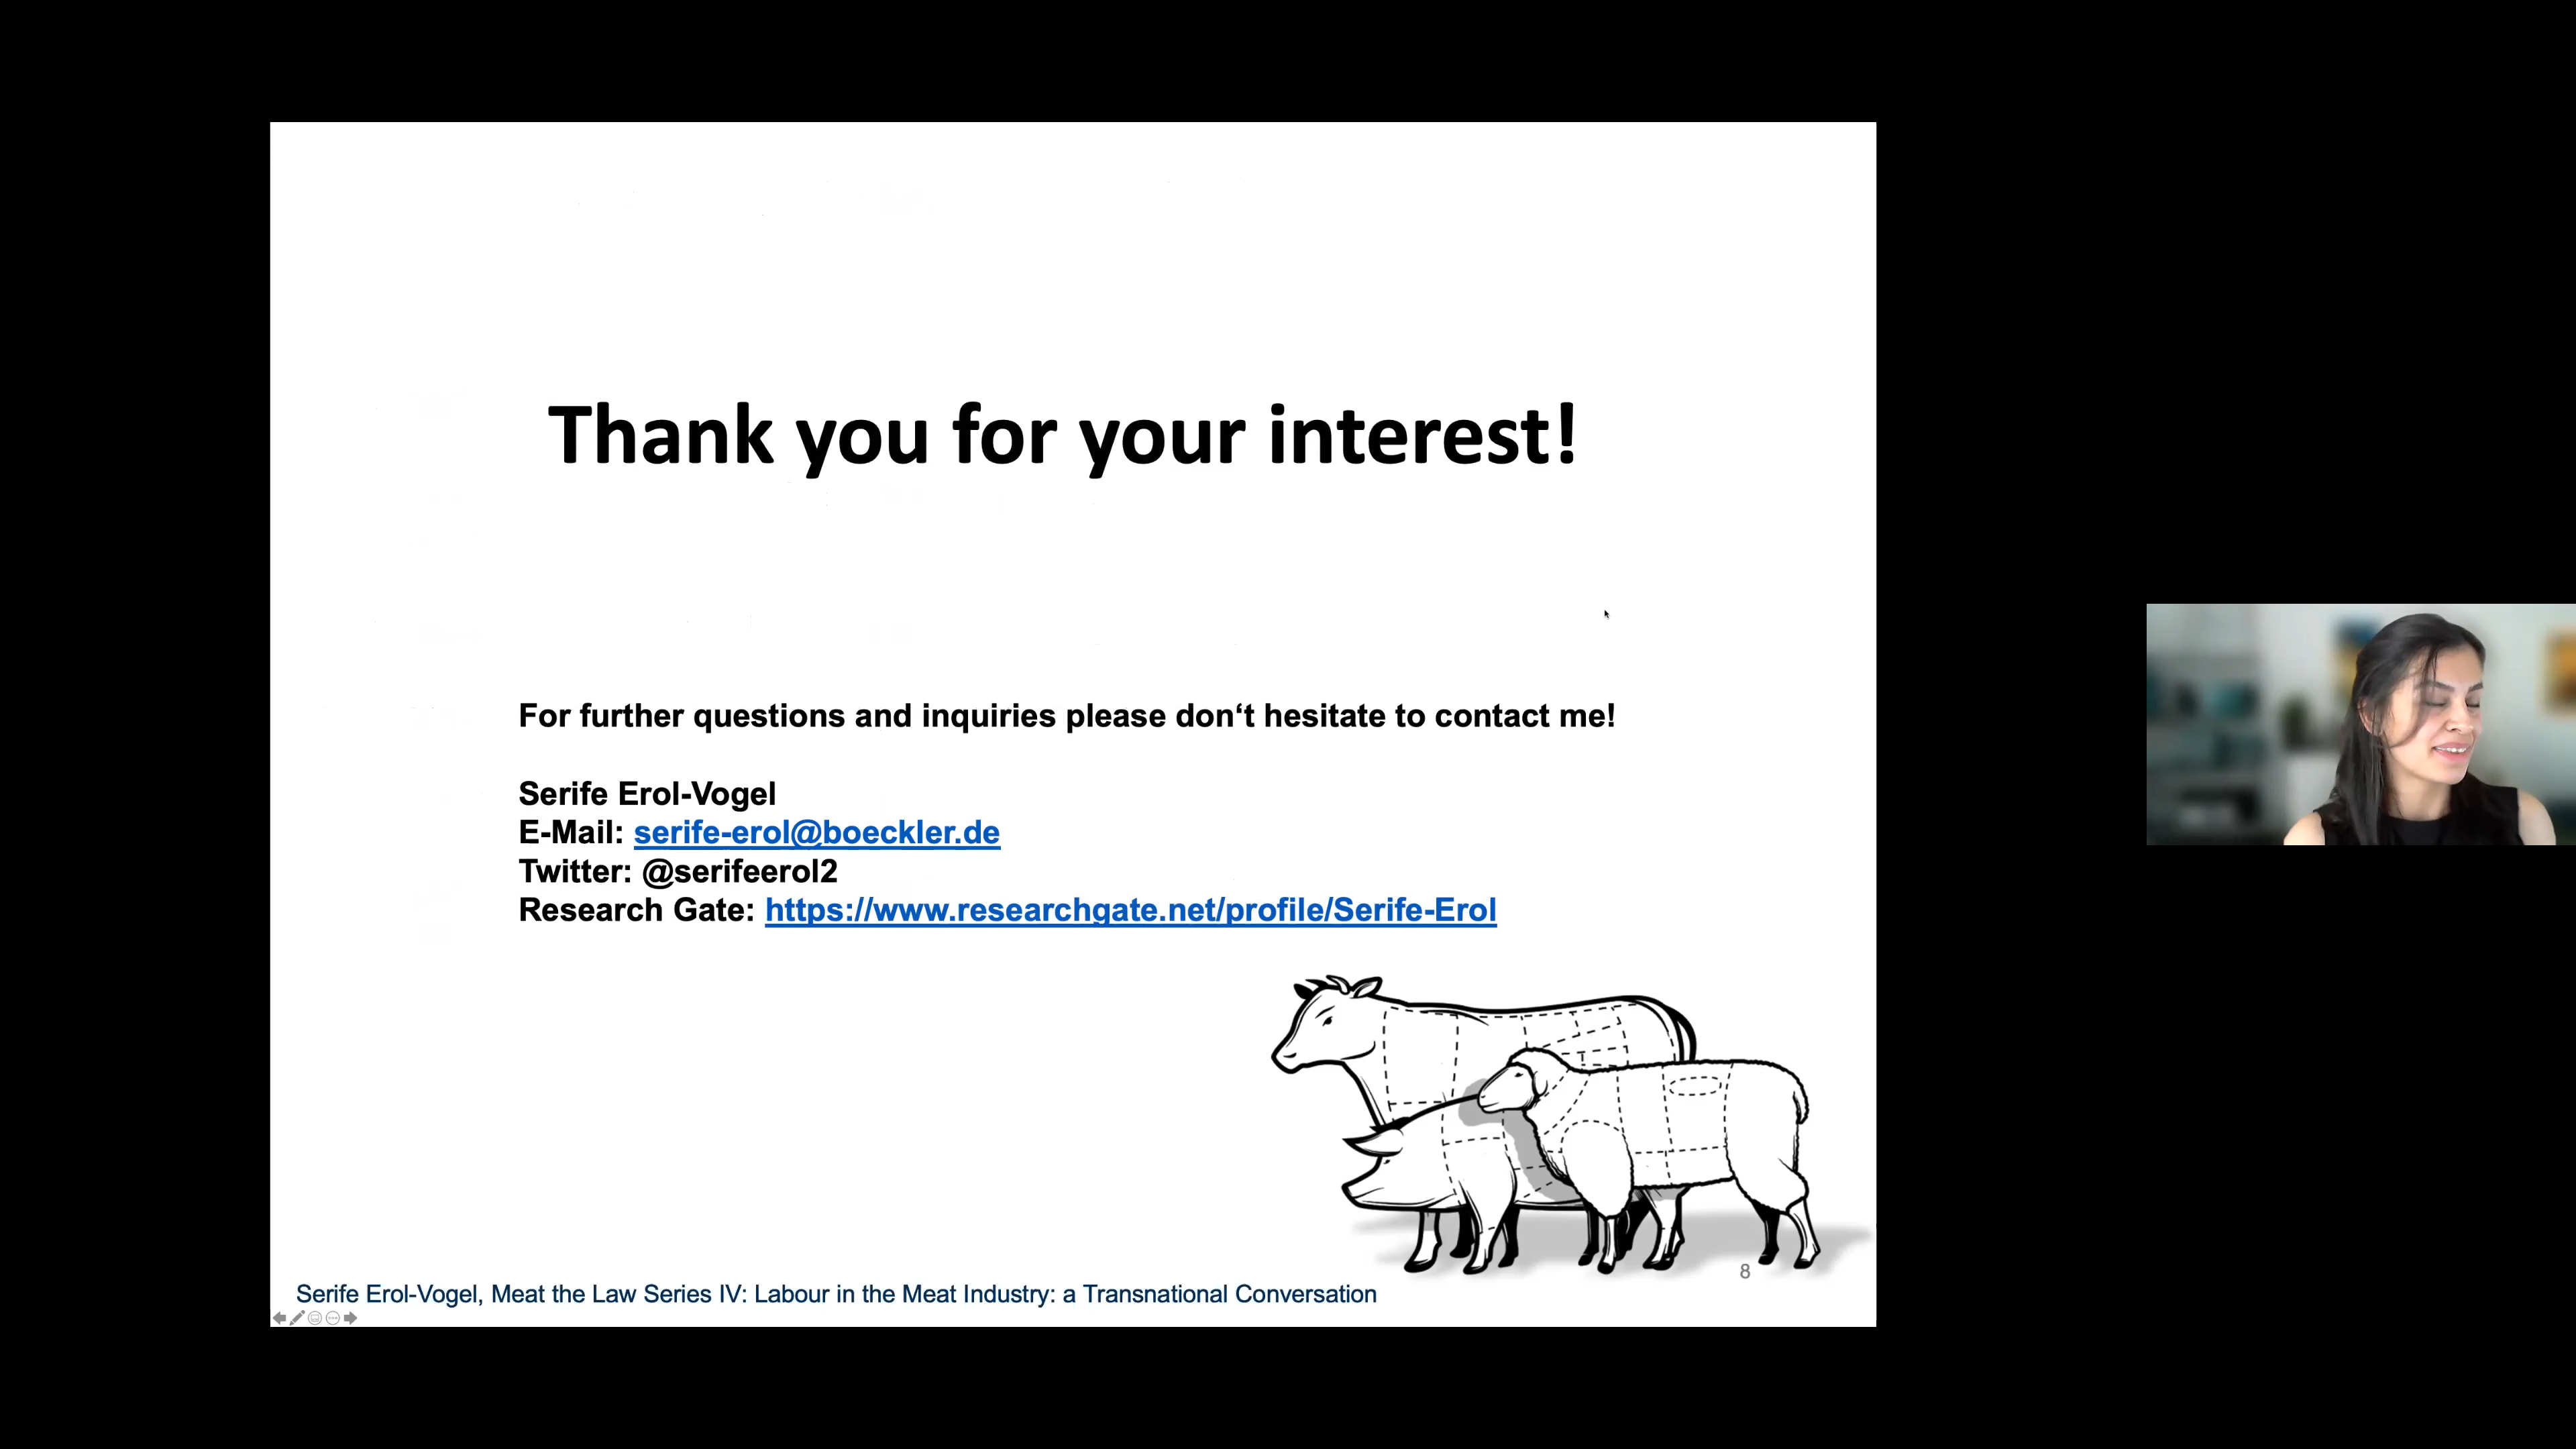 Thank you for your interest!
For further questions and inquiries please don‘t hesitate to contact me!
Serife Erol-Vogel
E-Mail: serife-erol@boeckler.de
Twitter: @serifeerol2
Research Gate: https://www.researchgate.net/profile/Serife-Erol
8
Serife Erol-Vogel, Meat the Law Series IV: Labour in the Meat Industry: a Transnational Conversation